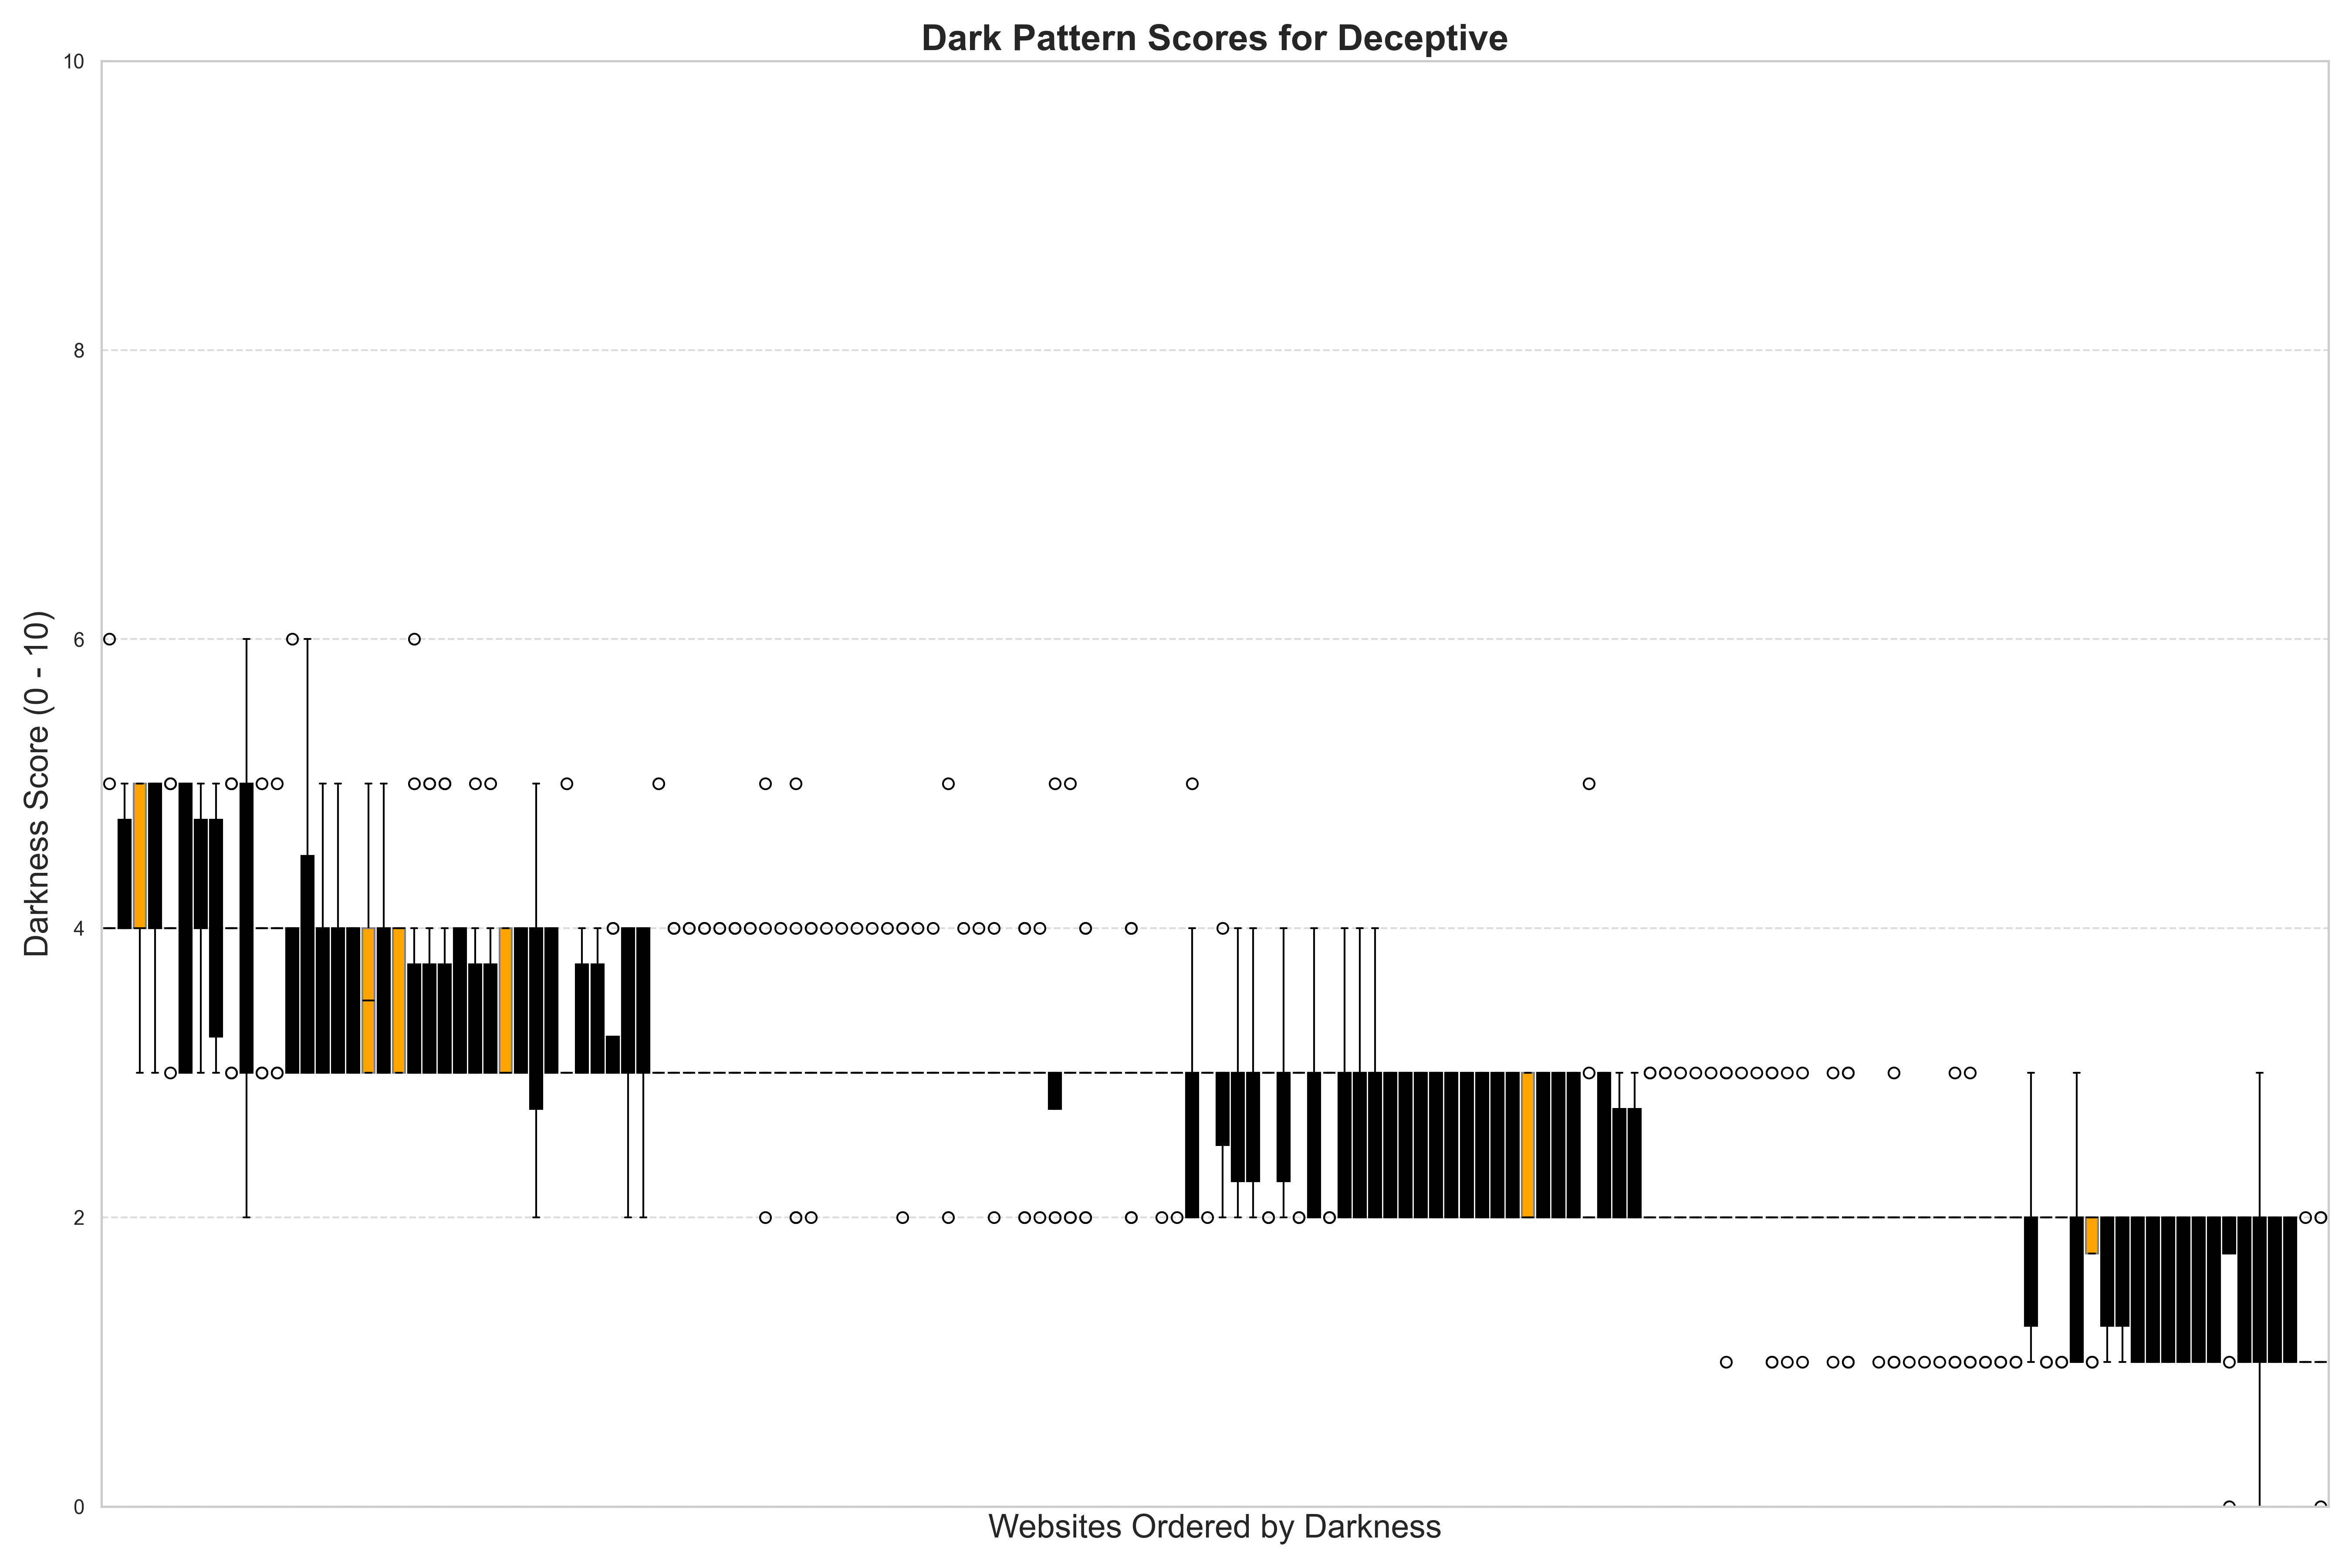 Dark Pattern Scores for Deceptive
10
8
6
4
2
0
Darkness Score (0 - 10)
Websites Ordered by Darkness